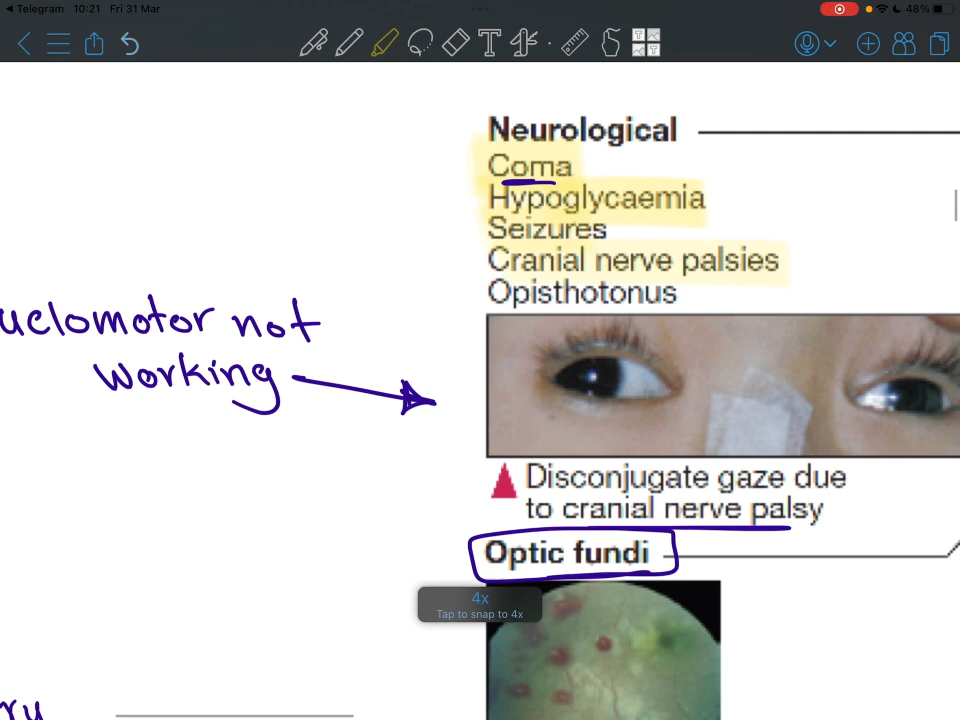 Telegram 10:21 Fri 31 Mar 48%
Neurological
Coma
Hypoglycaemia
Seizures
Cranial nerve palsies
Opisthotonus
not
working
Disconjugate gaze due
to cranial nerve palsy
Optic fundi
4x
Tap to snap to 4x